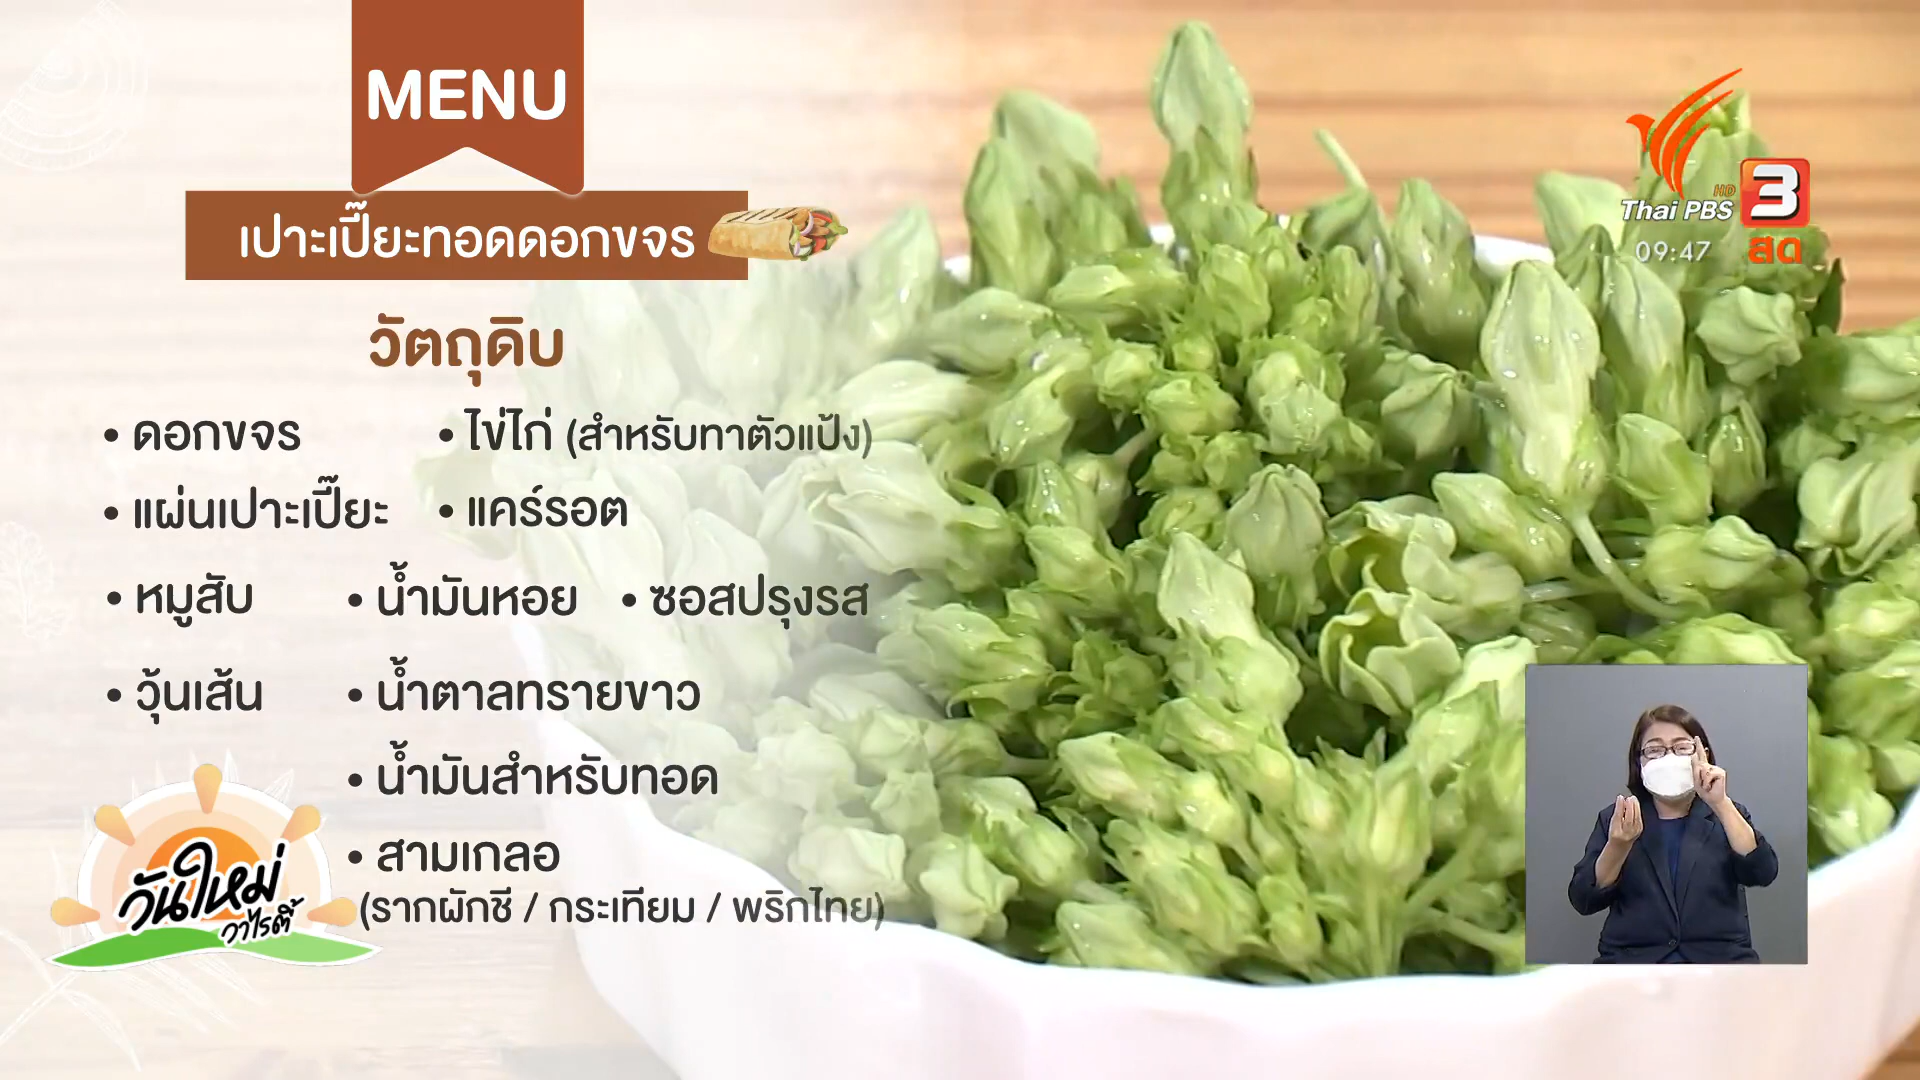 MENU
เปาะเปี๊ยะทอดดอกขจร
วัตถุดิบ
• ดอกขจร • ไข่ไก่ (สำหรับทาตัวแป้ง)
• แผ่นเปาะเปี๊ยะ • แคร์รอต
• หมูสับ • น้ำมันหอย • ซอสปรุงรส
• วุ้นเส้น • น้ำตาลทรายขาว
• น้ำมันสำหรับทอด
• สามเกลอ
(รากผักชี / กระเทียม / พริกไทย)
วันใหม่
วาไรตี้
HD
Thai PBS 3
09:47 สด